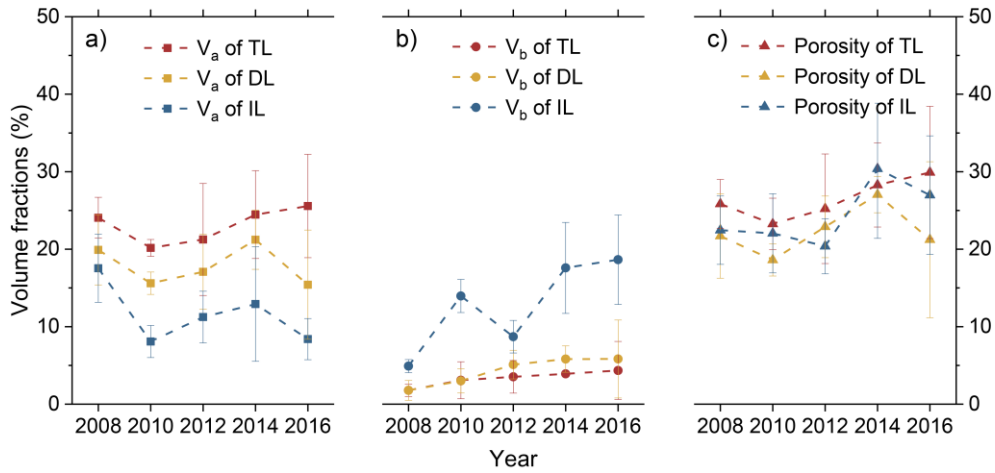 50
40
30
20
10
0
Volume fractions (%)
a)
V_a of TL
V_a of DL
V_a of IL
2008 2010 2012 2014 2016
b)
V_b of TL
V_b of DL
V_b of IL
2008 2010 2012 2014 2016
Year
c)
Porosity of TL
Porosity of DL
Porosity of IL
2008 2010 2012 2014 2016
50
40
30
20
10
0